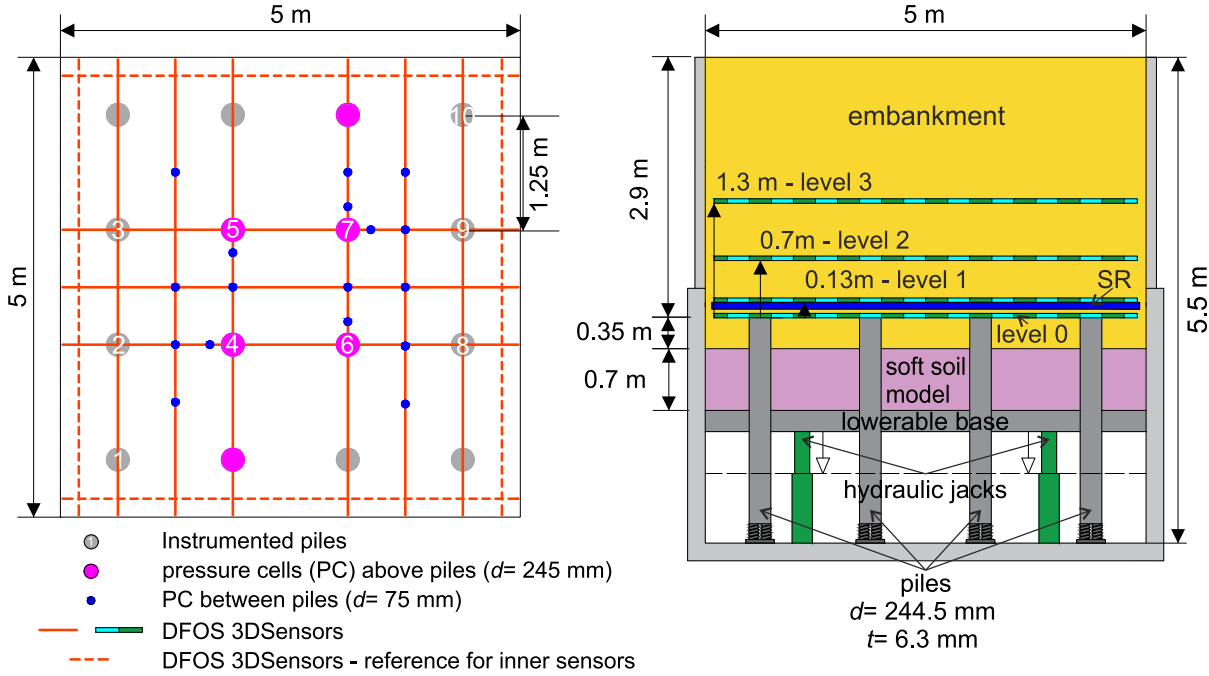 5 m
5 m
10
1.25 m
3
5
7
9
2
4
6
8
1
1 Instrumented piles
pressure cells (PC) above piles (d= 245 mm)
PC between piles (d= 75 mm)
DFOS 3DSensors
DFOS 3DSensors - reference for inner sensors
5 m
embankment
2.9 m
1.3 m - level 3
0.7m - level 2
0.13m - level 1
SR
5.5 m
0.35 m
level 0
0.7 m
soft soil
model
lowerable base
hydraulic jacks
piles
d= 244.5 mm
t= 6.3 mm